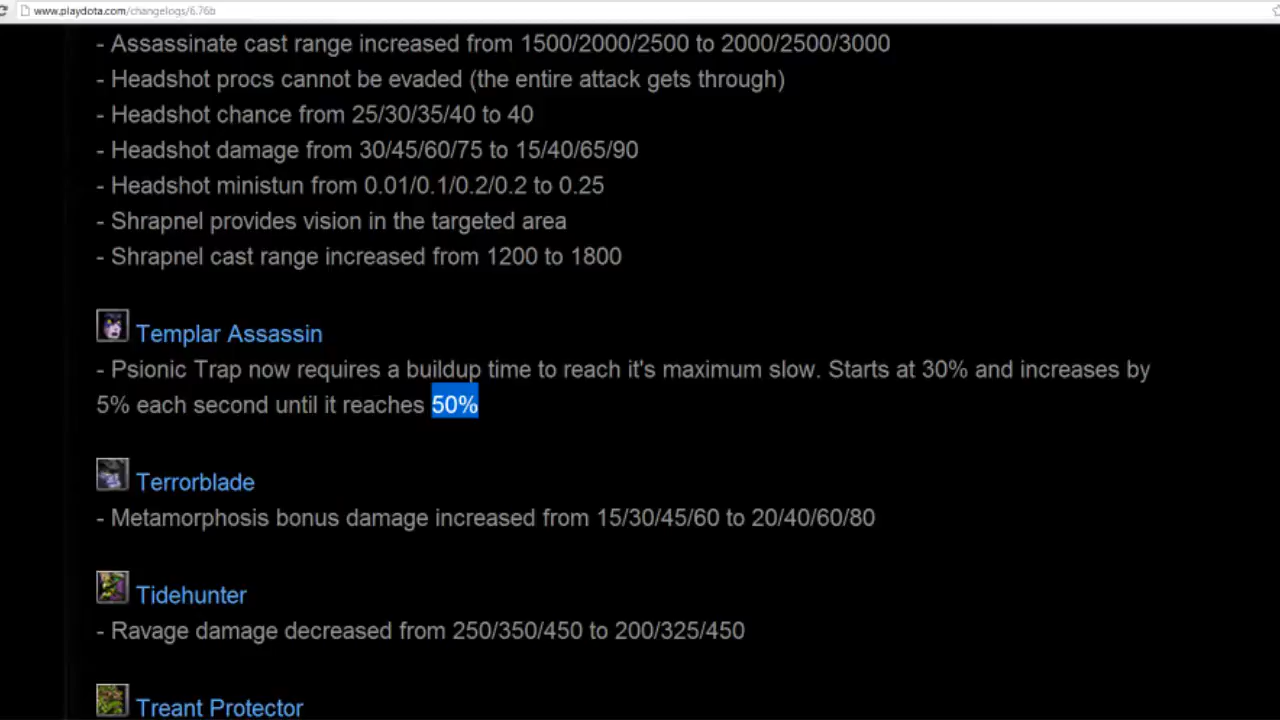 www.playdota.com/changelogs/6.76b
- Assassinate cast range increased from 1500/2000/2500 to 2000/2500/3000
- Headshot procs cannot be evaded (the entire attack gets through)
- Headshot chance from 25/30/35/40 to 40
- Headshot damage from 30/45/60/75 to 15/40/65/90
- Headshot ministun from 0.01/0.1/0.2/0.2 to 0.25
- Shrapnel provides vision in the targeted area
- Shrapnel cast range increased from 1200 to 1800
Templar Assassin
- Psionic Trap now requires a buildup time to reach it's maximum slow. Starts at 30% and increases by
5% each second until it reaches 50%
Terrorblade
- Metamorphosis bonus damage increased from 15/30/45/60 to 20/40/60/80
Tidehunter
- Ravage damage decreased from 250/350/450 to 200/325/450
Treant Protector